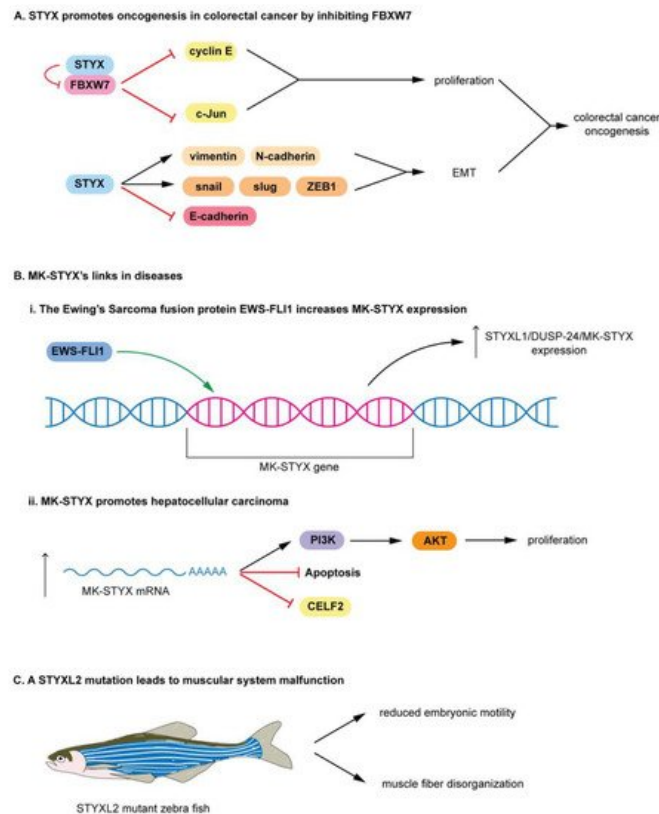 A. STYX promotes oncogenesis in colorectal cancer by inhibiting FBXW7
STYX
FBXW7
cyclin E
c-Jun
proliferation
colorectal cancer
oncogenesis
STYX
vimentin
N-cadherin
snail
slug
ZEB1
E-cadherin
EMT
B. MK-STYX's links in diseases
i. The Ewing's Sarcoma fusion protein EWS-FLI1 increases MK-STYX expression
EWS-FLI1
STYXL1/DUSP-24/MK-STYX
expression
MK-STYX gene
ii. MK-STYX promotes hepatocellular carcinoma
AAAAA
MK-STYX mRNA
PI3K
AKT
proliferation
Apoptosis
CELF2
C. A STYXL2 mutation leads to muscular system malfunction
reduced embryonic motility
muscle fiber disorganization
STYXL2 mutant zebra fish